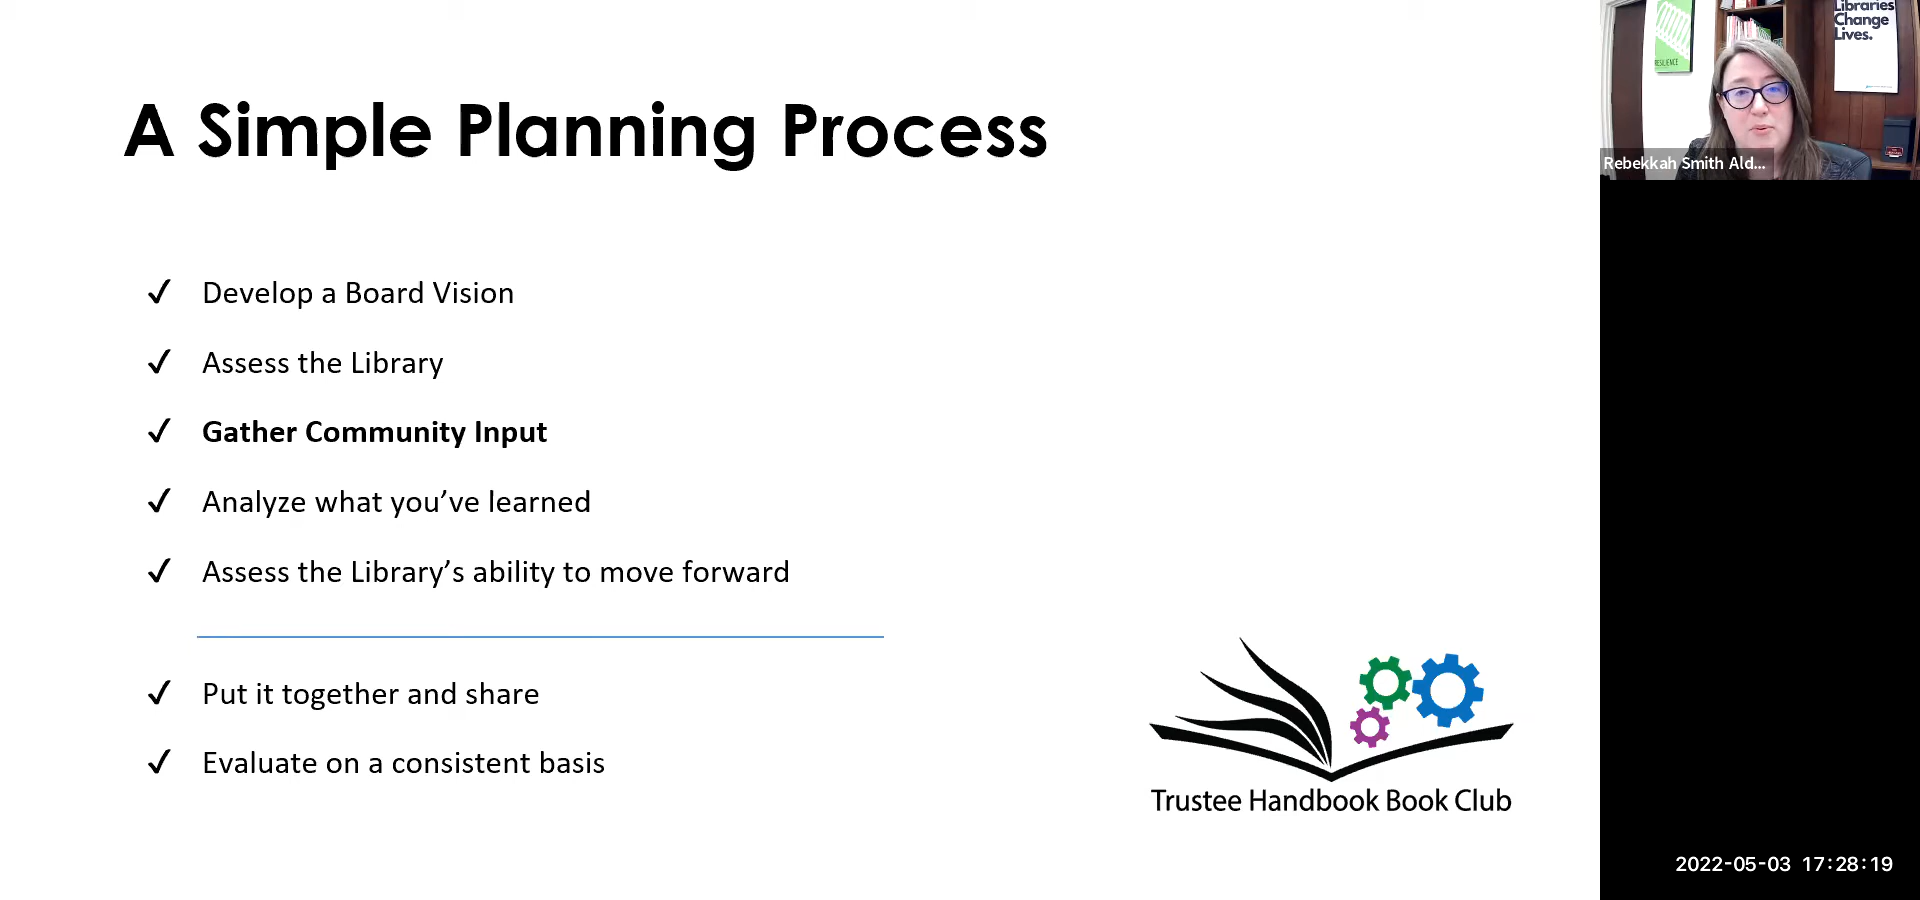 A Simple Planning Process
✓ Develop a Board Vision
✓ Assess the Library
✓ Gather Community Input
✓ Analyze what you’ve learned
✓ Assess the Library’s ability to move forward
✓ Put it together and share
✓ Evaluate on a consistent basis
Trustee Handbook Book Club
RESILIENCE
Libraries
Change
Lives.
Rebekkah Smith Ald...
2022-05-03 17:28:19